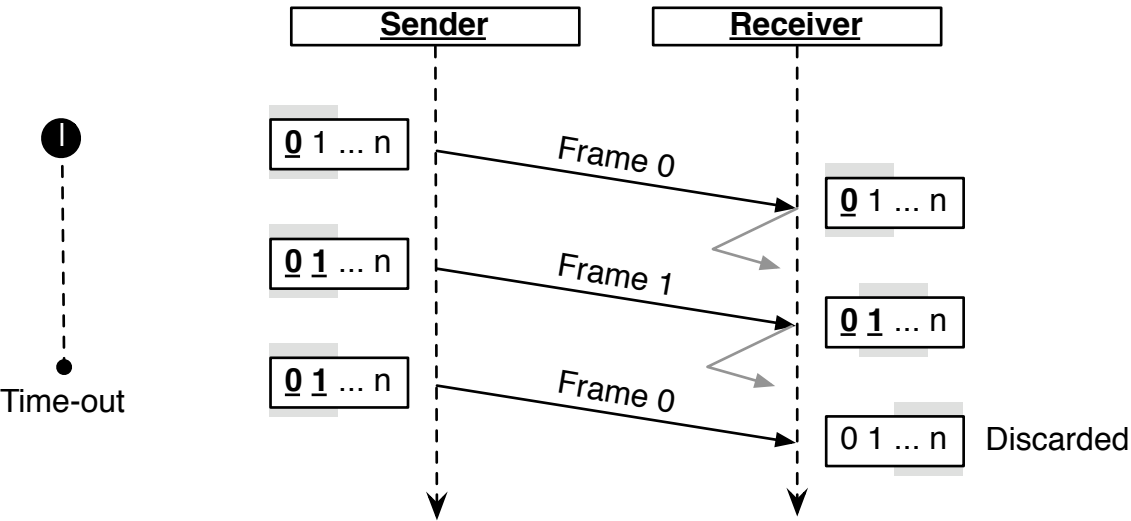 Sender Receiver
0 1 ... n
Frame 0
0 1 ... n
0 1 ... n
Frame 1
0 1 ... n
0 1 ... n
Frame 0
Time-out
0 1 ... n Discarded